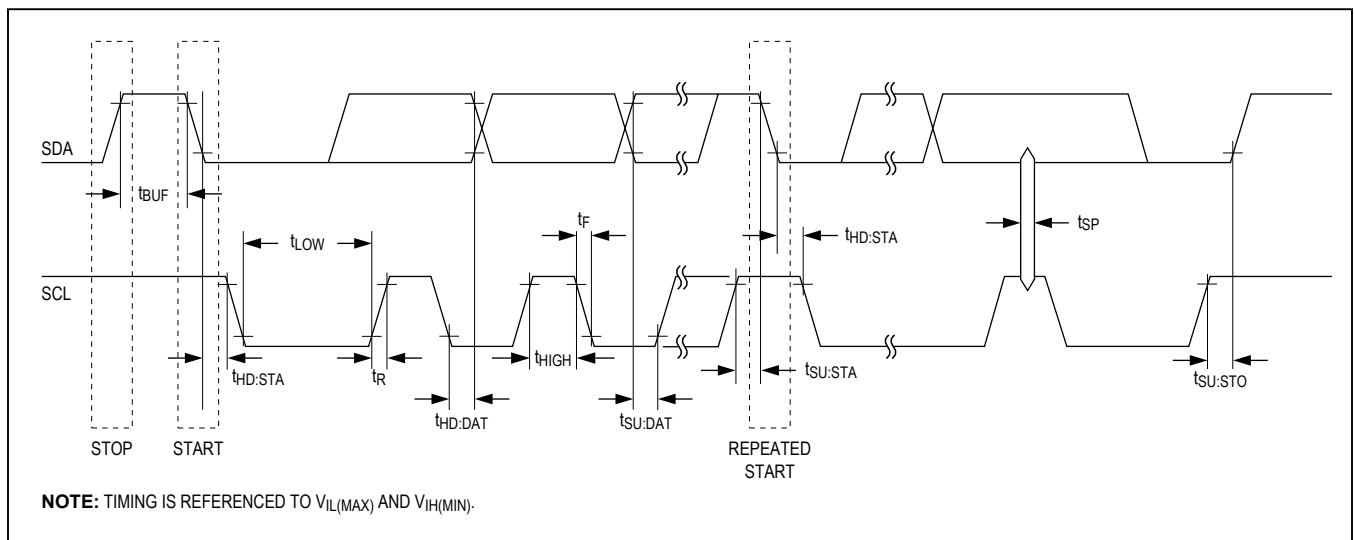 SDA
tBUF
tF
tSP
tLOW
tHD:STA
SCL
tHD:STA
tR
tHIGH
tSU:STA
tSU:STO
tHD:DAT
tSU:DAT
STOP
START
REPEATED
START
NOTE: TIMING IS REFERENCED TO VIL(MAX) AND VIH(MIN).